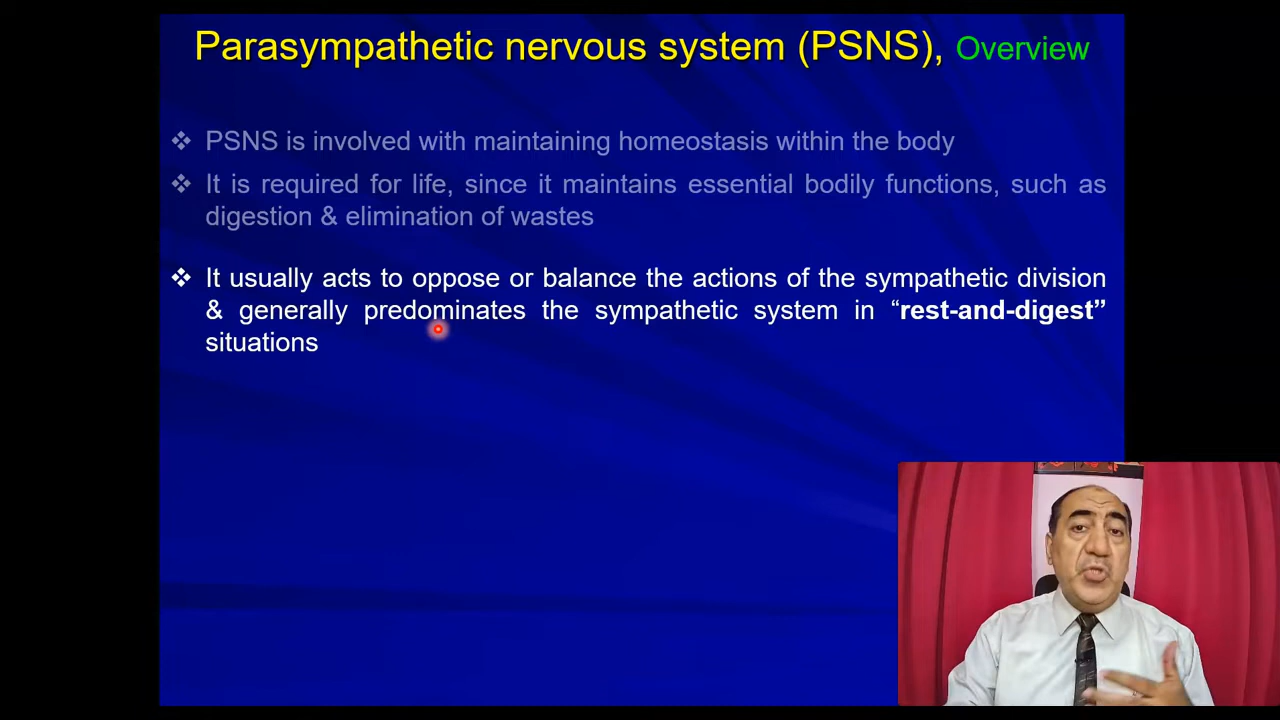 Parasympathetic nervous system (PSNS), Overview
❖ PSNS is involved with maintaining homeostasis within the body
❖ It is required for life, since it maintains essential bodily functions, such as
digestion & elimination of wastes
❖ It usually acts to oppose or balance the actions of the sympathetic division
& generally predominates the sympathetic system in “rest-and-digest”
situations